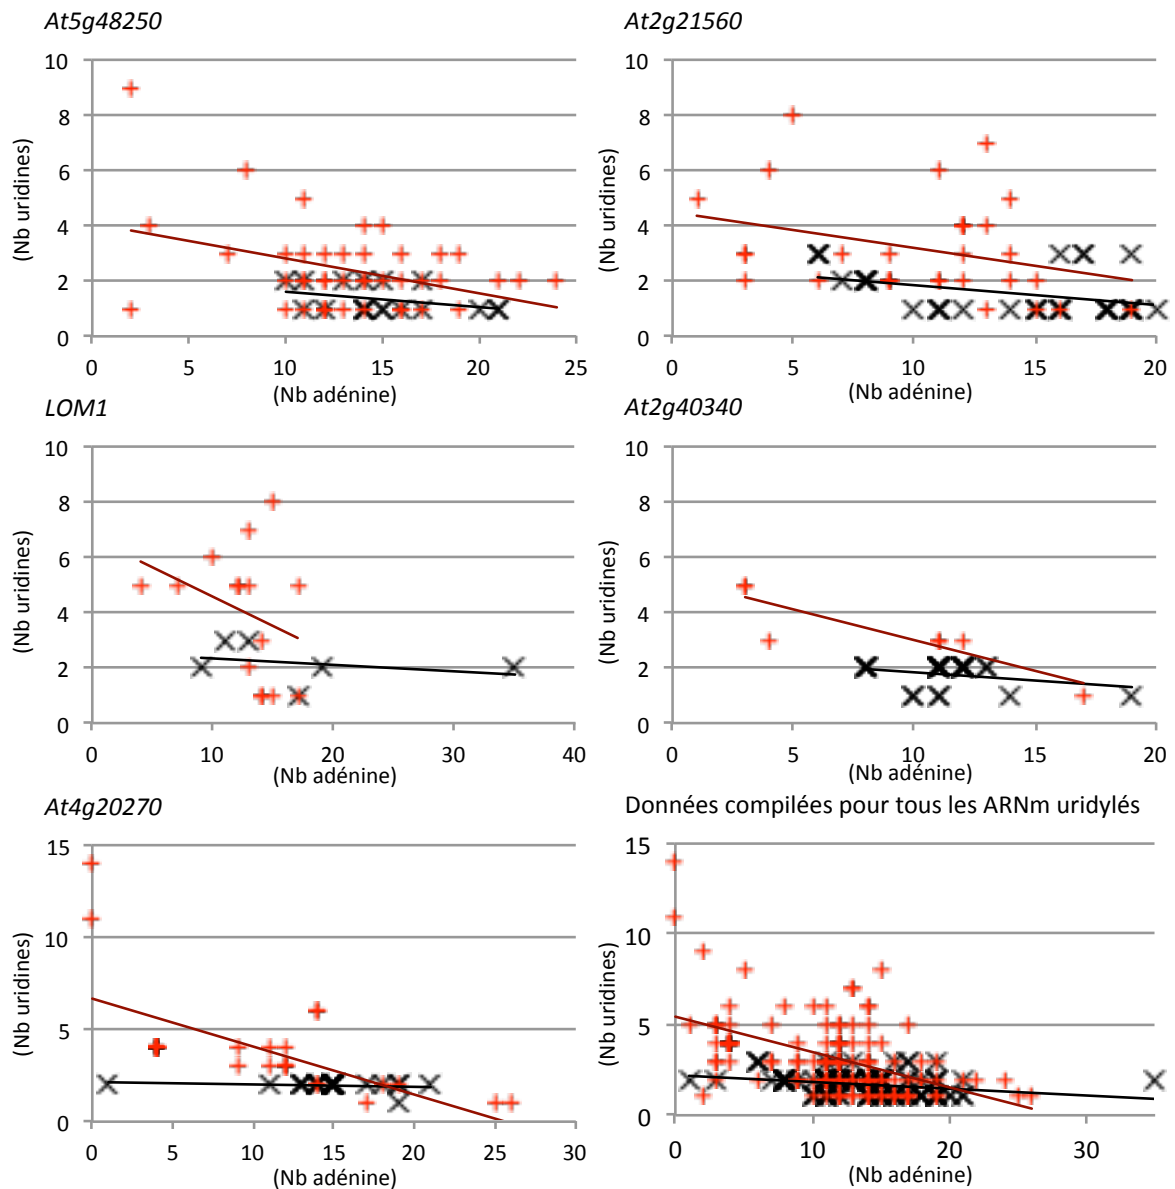 At5g48250
10
8
6
4
2
0
(Nb uridines)
0 5 10 15 20 25
(Nb adénine)
At2g21560
10
8
6
4
2
0
(Nb uridines)
0 5 10 15 20
(Nb adénine)
LOM1
10
8
6
4
2
0
(Nb uridines)
0 10 20 30 40
(Nb adénine)
At2g40340
10
8
6
4
2
0
(Nb uridines)
0 5 10 15 20
(Nb adénine)
At4g20270
15
10
5
0
(Nb uridines)
0 5 10 15 20 25 30
(Nb adénine)
Données compilées pour tous les ARNm uridylés
15
10
5
0
(Nb uridines)
0 10 20 30
(Nb adénine)